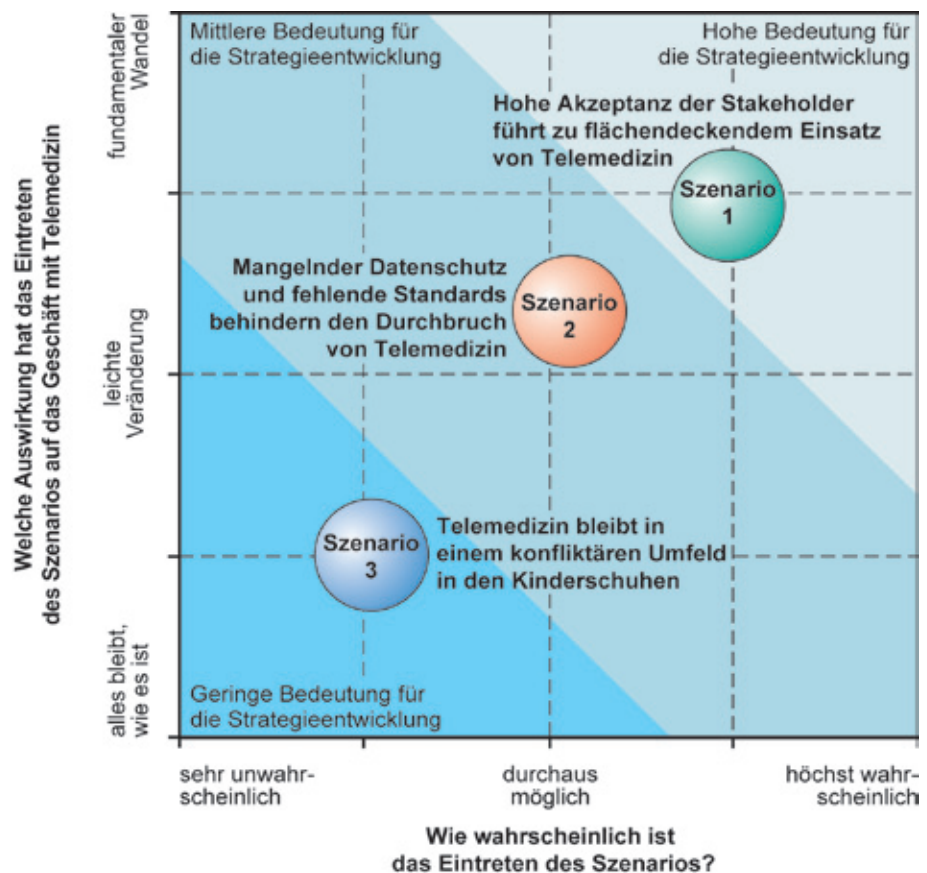 Welche Auswirkung hat das Eintreten
des Szenarios auf das Geschäft mit Telemedizin
fundamentaler
Wandel
leichte
Veränderung
alles bleibt,
wie es ist
Mittlere Bedeutung für
die Strategieentwicklung
Hohe Bedeutung für
die Strategieentwicklung
Hohe Akzeptanz der Stakeholder
führt zu flächendeckendem Einsatz
von Telemedizin
Szenario
1
Mangelnder Datenschutz
und fehlende Standards
behindern den Durchbruch
von Telemedizin
Szenario
2
Szenario
3
Telemedizin bleibt in
einem konfliktären Umfeld
in den Kinderschuhen
Geringe Bedeutung für
die Strategieentwicklung
sehr unwahr-
scheinlich
durchaus
möglich
höchst wahr-
scheinlich
Wie wahrscheinlich ist
das Eintreten des Szenarios?